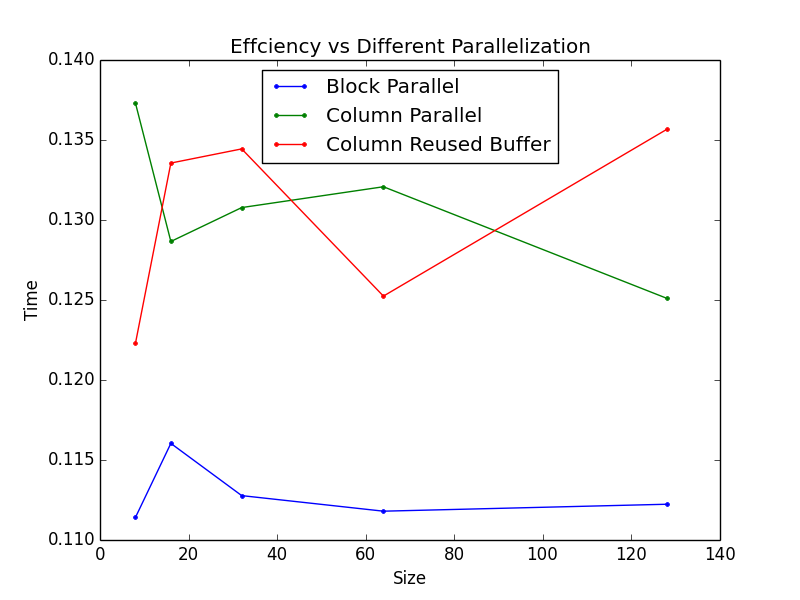 Effciency vs Different Parallelization
Block Parallel
Column Parallel
Column Reused Buffer
0.140
0.135
0.130
0.125
0.120
0.115
0.110
Time
0 20 40 60 80 100 120 140
Size